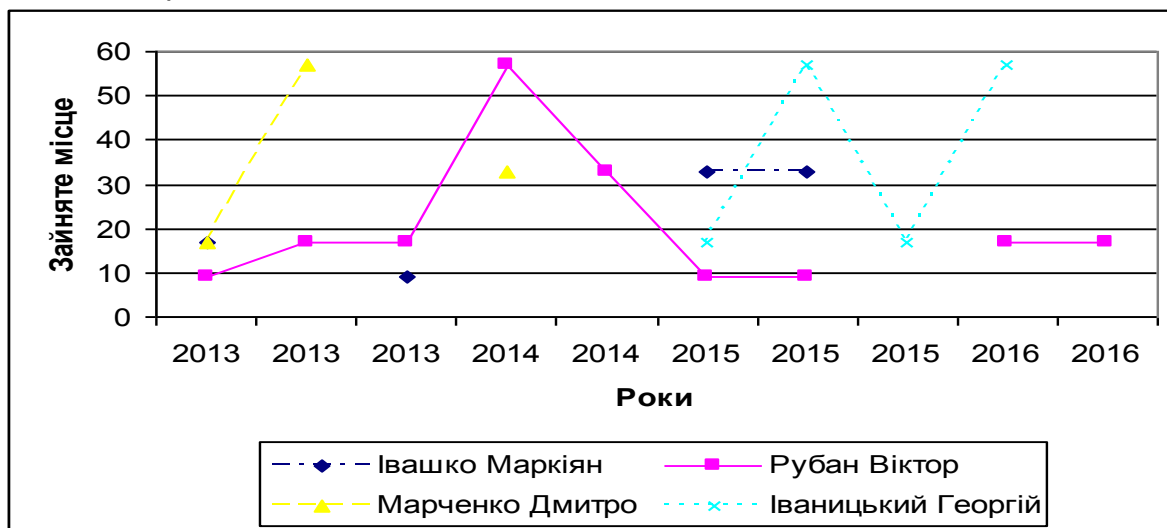 Зайняте місце
60
50
40
30
20
10
0
2013 2013 2013 2014 2014 2015 2015 2015 2016 2016
Роки
Івашко Маркіян Рубан Віктор
Марченко Дмитро Іваницький Георгій